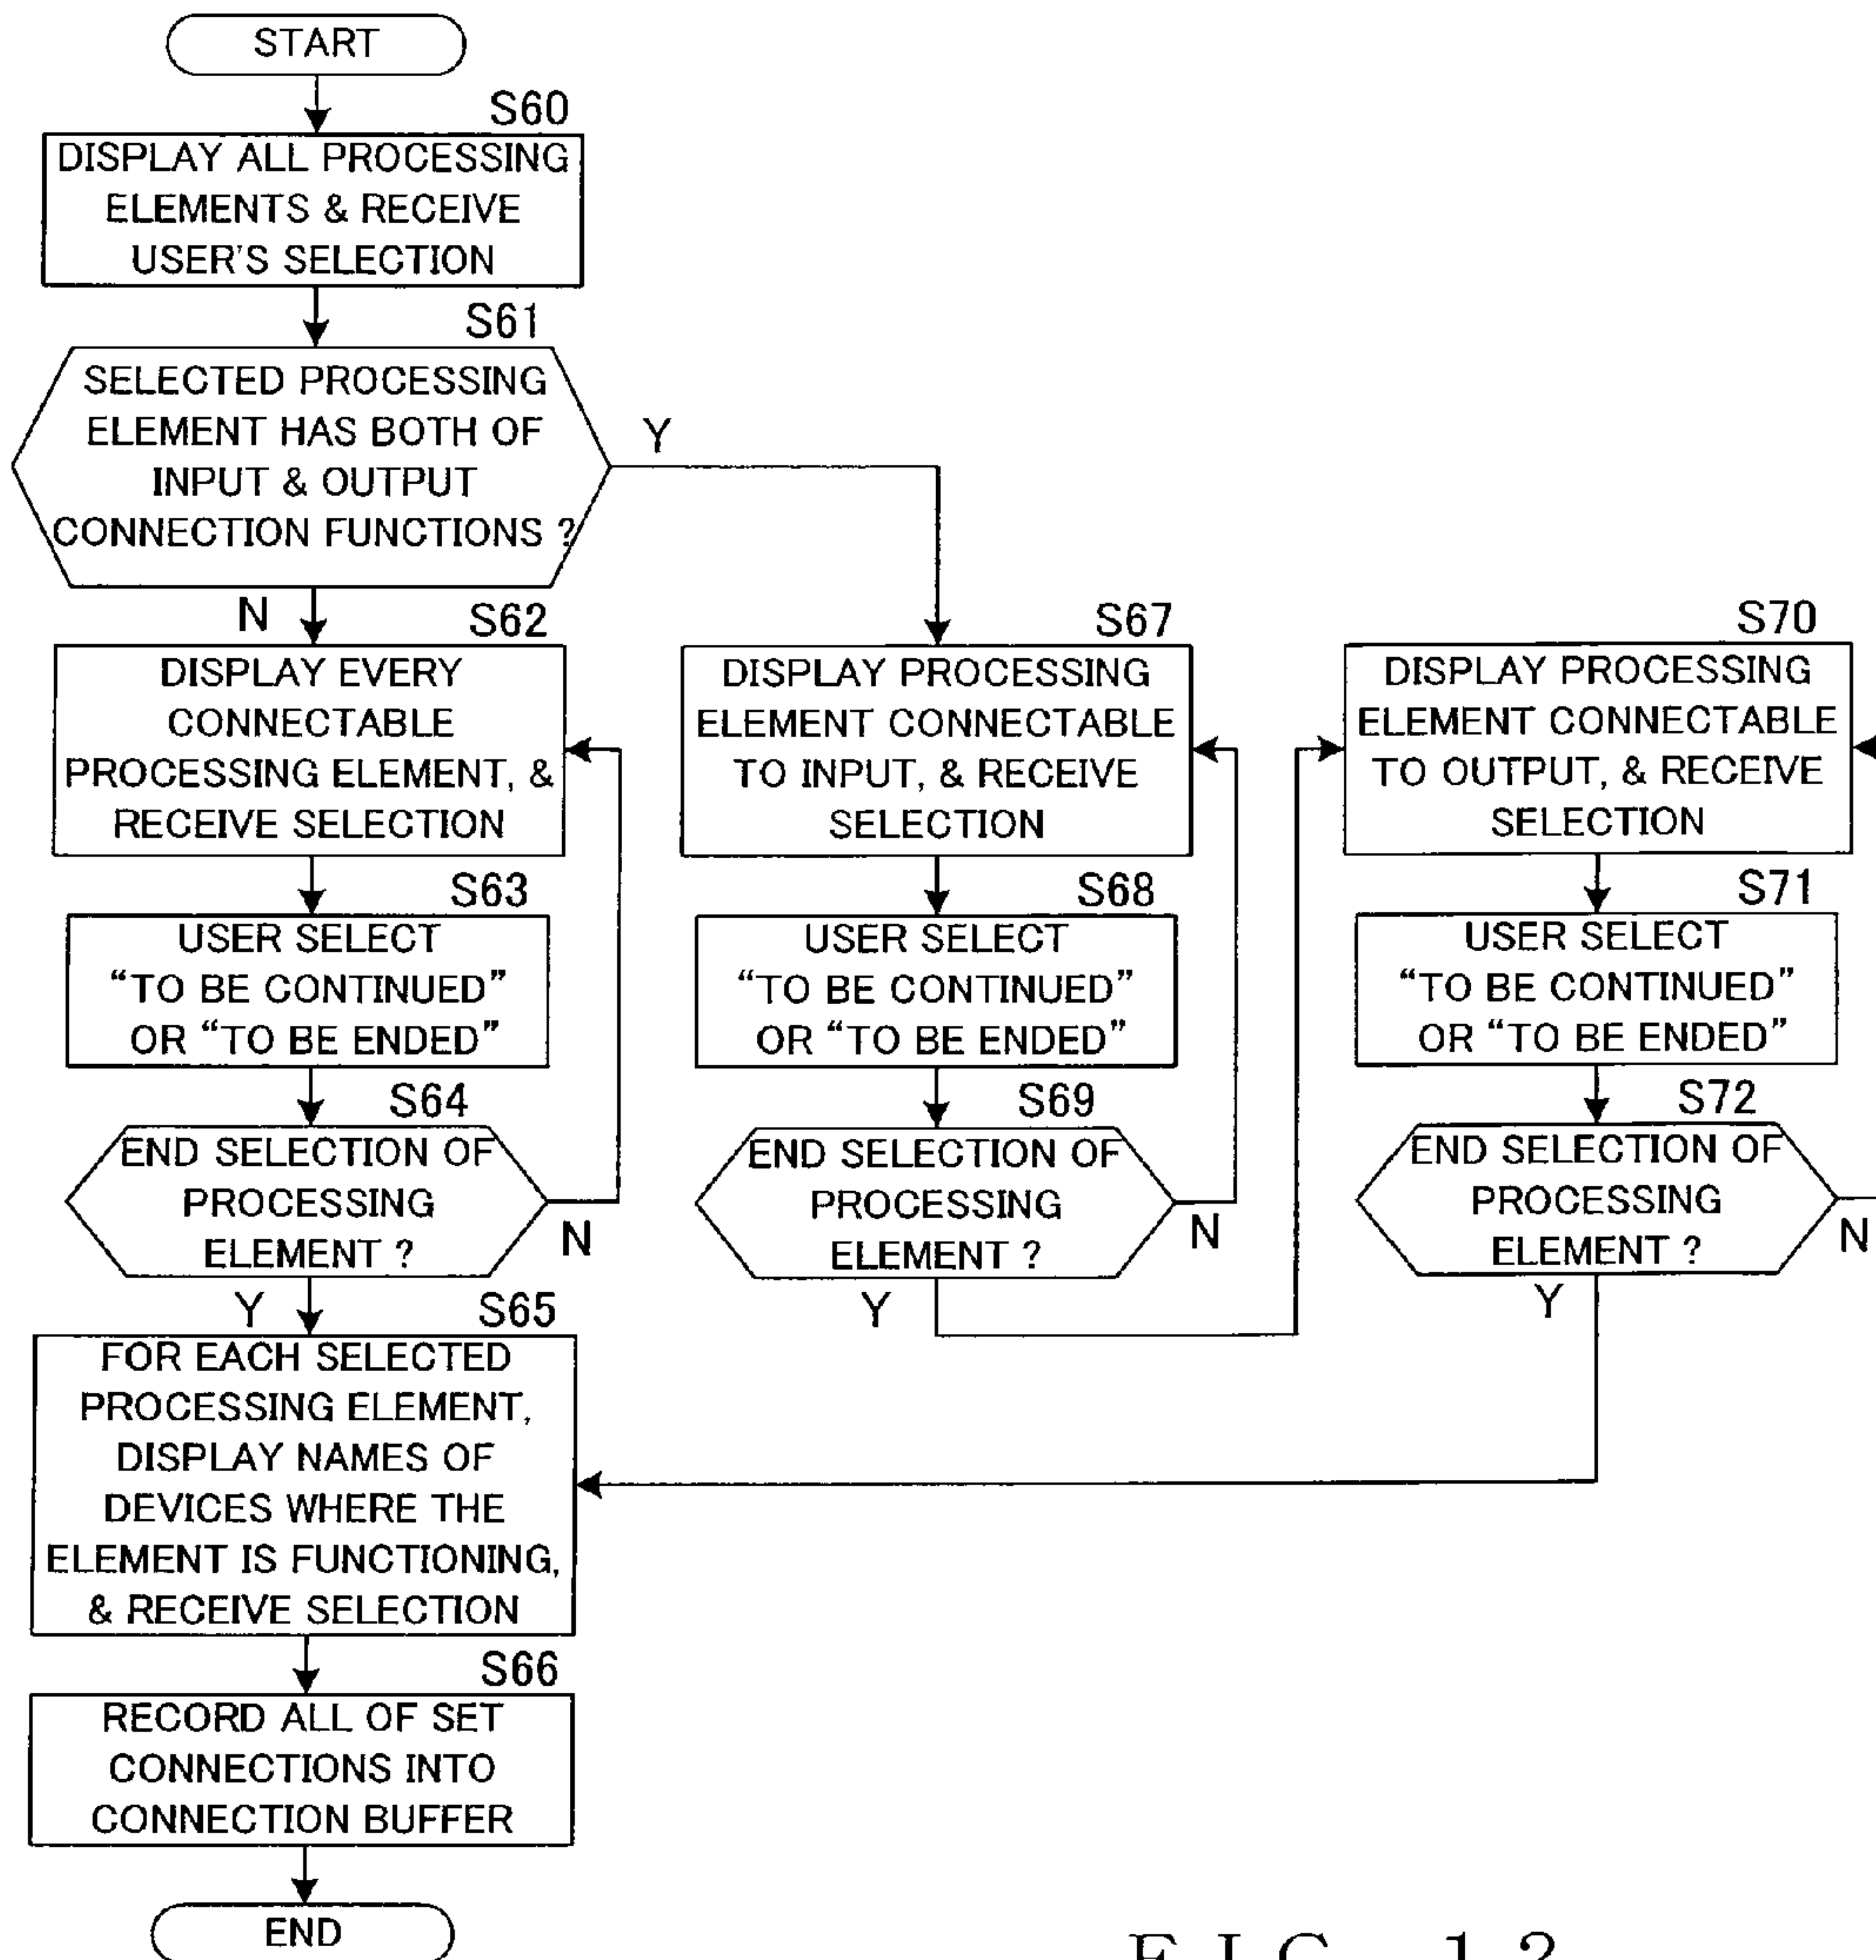 START
S60
DISPLAY ALL PROCESSING
ELEMENTS & RECEIVE
USER'S SELECTION
S61
SELECTED PROCESSING
ELEMENT HAS BOTH OF
INPUT & OUTPUT
CONNECTION FUNCTIONS ?
Y
N
S62
DISPLAY EVERY
CONNECTABLE
PROCESSING ELEMENT, &
RECEIVE SELECTION
S63
USER SELECT
“TO BE CONTINUED”
OR “TO BE ENDED”
S64
END SELECTION OF
PROCESSING
ELEMENT ?
N
Y
S65
FOR EACH SELECTED
PROCESSING ELEMENT,
DISPLAY NAMES OF
DEVICES WHERE THE
ELEMENT IS FUNCTIONING,
& RECEIVE SELECTION
S66
RECORD ALL OF SET
CONNECTIONS INTO
CONNECTION BUFFER
END
S67
DISPLAY PROCESSING
ELEMENT CONNECTABLE
TO INPUT, & RECEIVE
SELECTION
S68
USER SELECT
“TO BE CONTINUED”
OR “TO BE ENDED”
S69
END SELECTION OF
PROCESSING
ELEMENT ?
N
Y
S70
DISPLAY PROCESSING
ELEMENT CONNECTABLE
TO OUTPUT, & RECEIVE
SELECTION
S71
USER SELECT
“TO BE CONTINUED”
OR “TO BE ENDED”
S72
END SELECTION OF
PROCESSING
ELEMENT ?
N
Y
FIG. 12